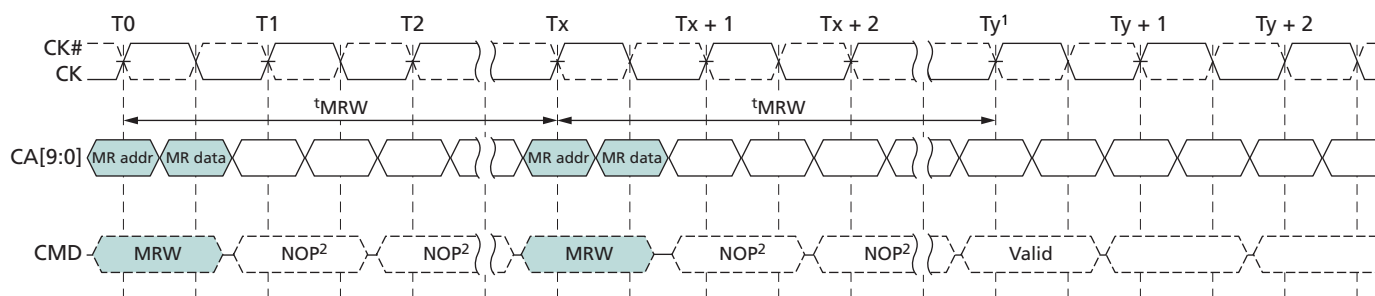 T0 T1 T2 Tx Tx + 1 Tx + 2 Ty¹ Ty + 1 Ty + 2
CK#
CK
ᵗMRW ᵗMRW
CA[9:0] MR addr MR data MR addr MR data
CMD MRW NOP² NOP² MRW NOP² NOP² Valid